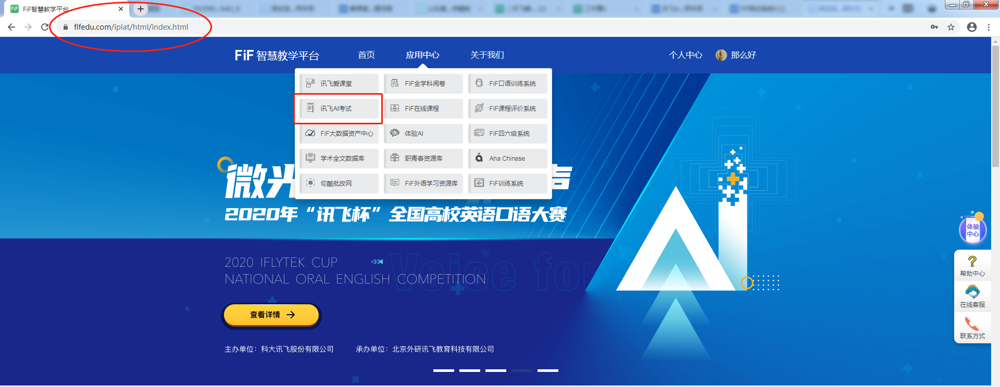 FiF智慧教学平台
fifedu.com/iplat/html/index.html
FiF 智慧教学平台
首页
应用中心
关于我们
个人中心
那么好
讯飞爱课堂
FiF全学科阅卷
FiF口语训练系统
讯飞AI考试
FiF在线课程
FiF课程评价系统
FiF大数据资产中心
体验AI
FiF四六级系统
学术全文数据库
职青春资源库
Aha Chinese
句酷批改网
FiF外语学习资源库
FiF训练系统
微光
声
2020年“讯飞杯”全国高校英语口语大赛
AI
2020 IFLYTEK CUP
NATIONAL ORAL ENGLISH COMPETITION
Voice for
查看详情
主办单位：科大讯飞股份有限公司
承办单位：北京外研讯飞教育科技有限公司
体验
中心
帮助中心
在线客服
联系方式